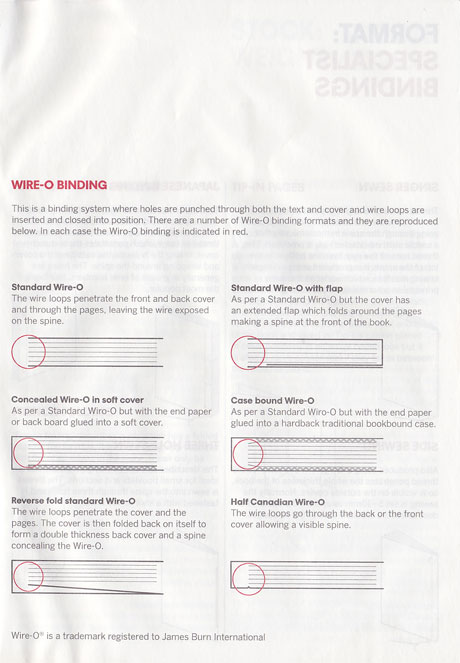 FORMAT:
SPECIALIST
BINDINGS
WIRE-O BINDING
This is a binding system where holes are punched through both the text and cover and wire loops are
inserted and closed into position. There are a number of Wire-O binding formats and they are reproduced
below. In each case the Wiro-O binding is indicated in red.
Standard Wire-O
The wire loops penetrate the front and back cover
and through the pages, leaving the wire exposed
on the spine.
Standard Wire-O with flap
As per a Standard Wiro-O but the cover has
an extended flap which folds around the pages
making a spine at the front of the book.
Concealed Wire-O in soft cover
As per a Standard Wiro-O but with the end paper
or back board glued into a soft cover.
Case bound Wire-O
As per a Standard Wiro-O but with the end paper
glued into a hardback traditional bookbound case.
Reverse fold standard Wire-O
The wire loops penetrate the cover and the
pages. The cover is then folded back on itself to
form a double thickness back cover and a spine
concealing the Wire-O.
Half Canadian Wire-O
The wire loops go through the back or the front
cover allowing a visible spine.
Wire-O® is a trademark registered to James Burn International